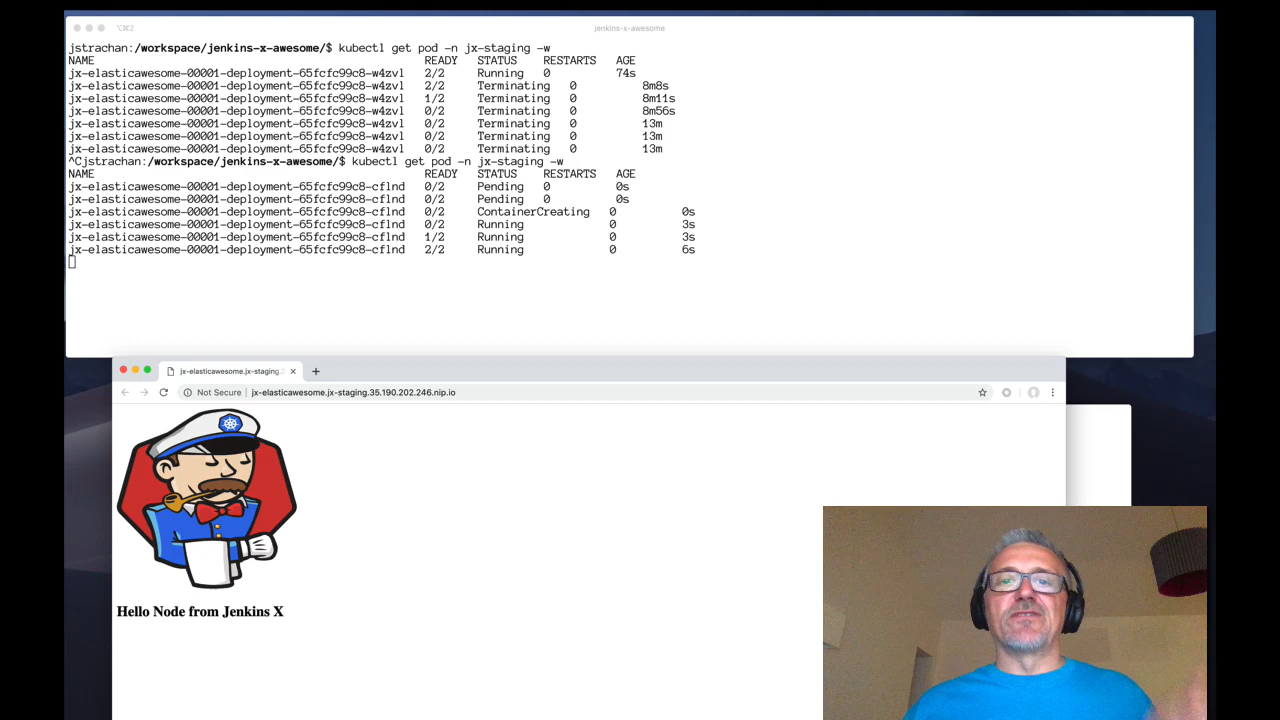 ⌥⌘2
jenkins-x-awesome
jstrachan:/workspace/jenkins-x-awesome/$ kubectl get pod -n jx-staging -w
NAME READY STATUS RESTARTS AGE
jx-elasticawesome-00001-deployment-65fcfc99c8-w4zvl 2/2 Running 0 74s
jx-elasticawesome-00001-deployment-65fcfc99c8-w4zvl 2/2 Terminating 0 8m8s
jx-elasticawesome-00001-deployment-65fcfc99c8-w4zvl 1/2 Terminating 0 8m11s
jx-elasticawesome-00001-deployment-65fcfc99c8-w4zvl 0/2 Terminating 0 8m56s
jx-elasticawesome-00001-deployment-65fcfc99c8-w4zvl 0/2 Terminating 0 13m
jx-elasticawesome-00001-deployment-65fcfc99c8-w4zvl 0/2 Terminating 0 13m
jx-elasticawesome-00001-deployment-65fcfc99c8-w4zvl 0/2 Terminating 0 13m
^Cjstrachan:/workspace/jenkins-x-awesome/$ kubectl get pod -n jx-staging -w
NAME READY STATUS RESTARTS AGE
jx-elasticawesome-00001-deployment-65fcfc99c8-cflnd 0/2 Pending 0 0s
jx-elasticawesome-00001-deployment-65fcfc99c8-cflnd 0/2 Pending 0 0s
jx-elasticawesome-00001-deployment-65fcfc99c8-cflnd 0/2 ContainerCreating 0 0s
jx-elasticawesome-00001-deployment-65fcfc99c8-cflnd 0/2 Running 0 3s
jx-elasticawesome-00001-deployment-65fcfc99c8-cflnd 1/2 Running 0 3s
jx-elasticawesome-00001-deployment-65fcfc99c8-cflnd 2/2 Running 0 6s
jx-elasticawesome.jx-staging.
Not Secure | jx-elasticawesome.jx-staging.35.190.202.246.nip.io
Hello Node from Jenkins X